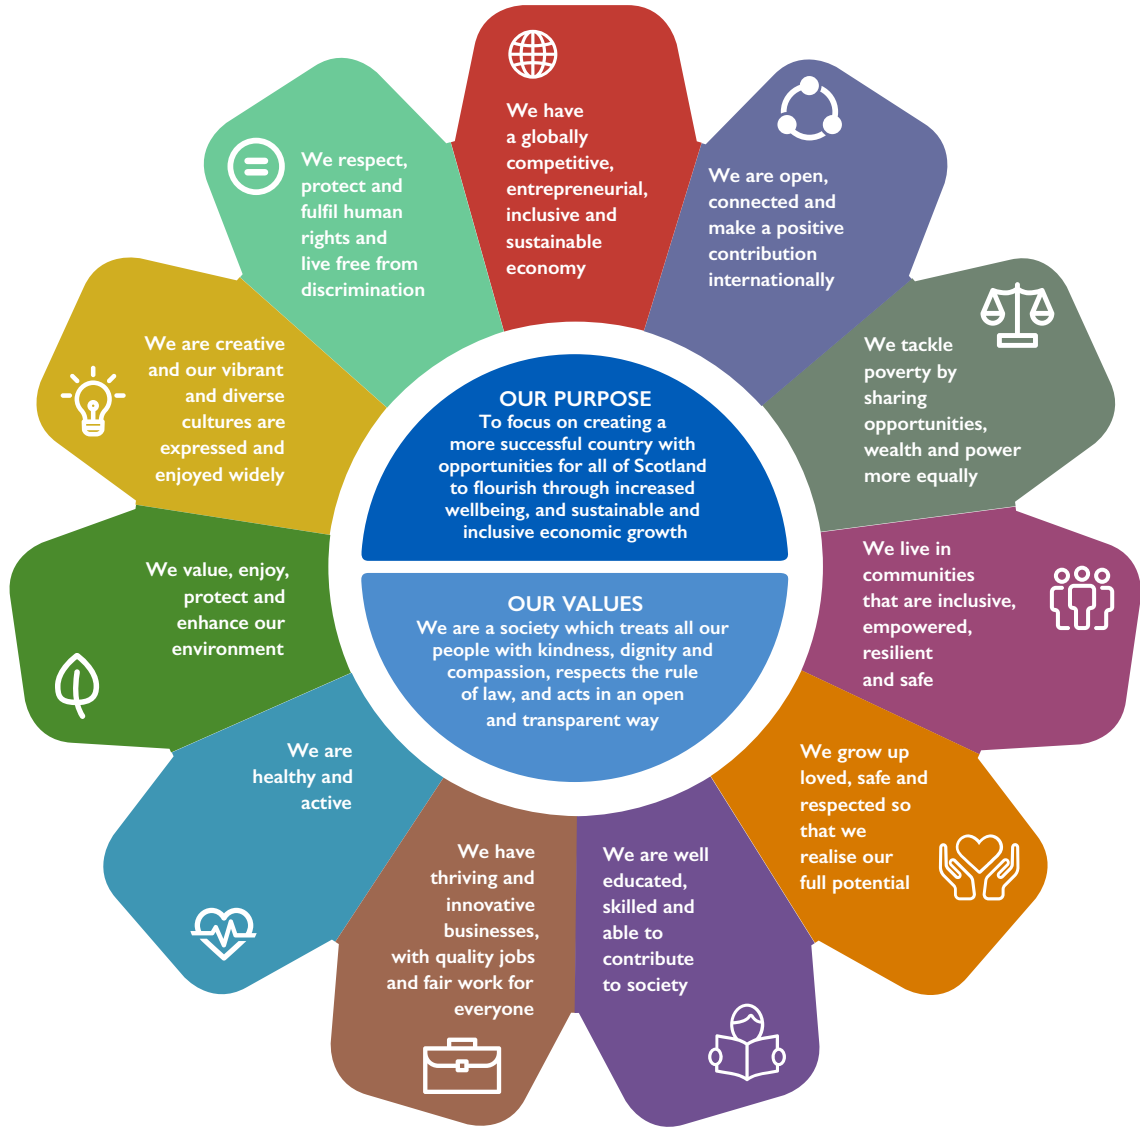 We have
a globally
competitive,
entrepreneurial,
inclusive and
sustainable
economy
We are open,
connected and
make a positive
contribution
internationally
We tackle
poverty by
sharing
opportunities,
wealth and power
more equally
We live in
communities
that are inclusive,
empowered,
resilient
and safe
We grow up
loved, safe and
respected so
that we
realise our
full potential
We are well
educated,
skilled and
able to
contribute
to society
We have
thriving and
innovative
businesses,
with quality jobs
and fair work for
everyone
We are
healthy and
active
We value, enjoy,
protect and
enhance our
environment
We are creative
and our vibrant
and diverse
cultures are
expressed and
enjoyed widely
We respect,
protect and
fulfil human
rights and
live free from
discrimination
OUR PURPOSE
To focus on creating a
more successful country with
opportunities for all of Scotland
to flourish through increased
wellbeing, and sustainable and
inclusive economic growth
OUR VALUES
We are a society which treats all our
people with kindness, dignity and
compassion, respects the rule
of law, and acts in an open
and transparent way